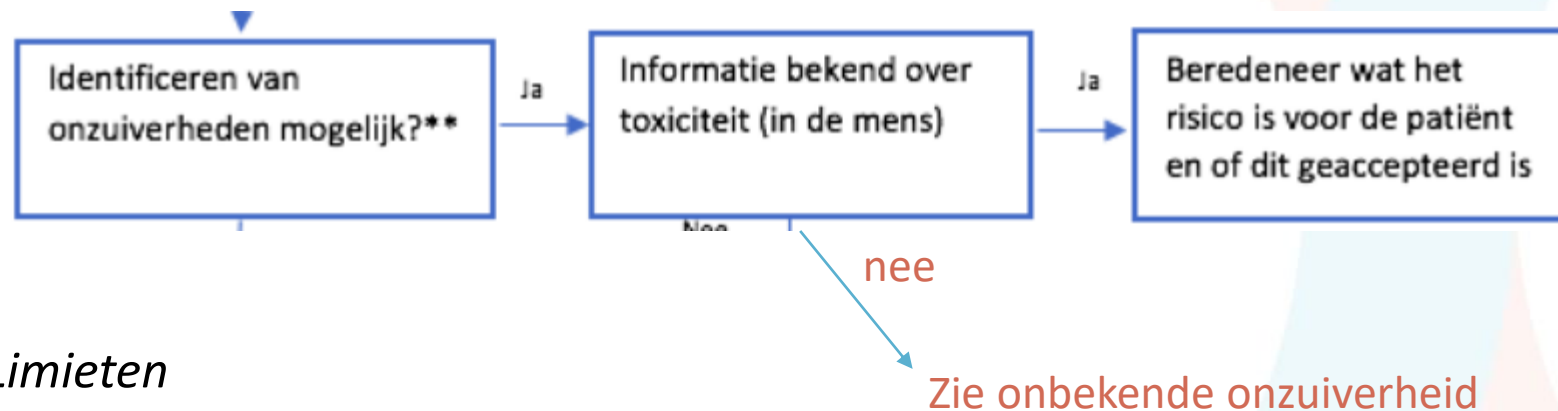 Identificeren van
onzuiverheden mogelijk?**
Ja
Informatie bekend over
toxiciteit (in de mens)
Ja
Beredeneer wat het
risico is voor de patiënt
en of dit geaccepteerd is
Nee
nee
Limieten
Zie onbekende onzuiverheid